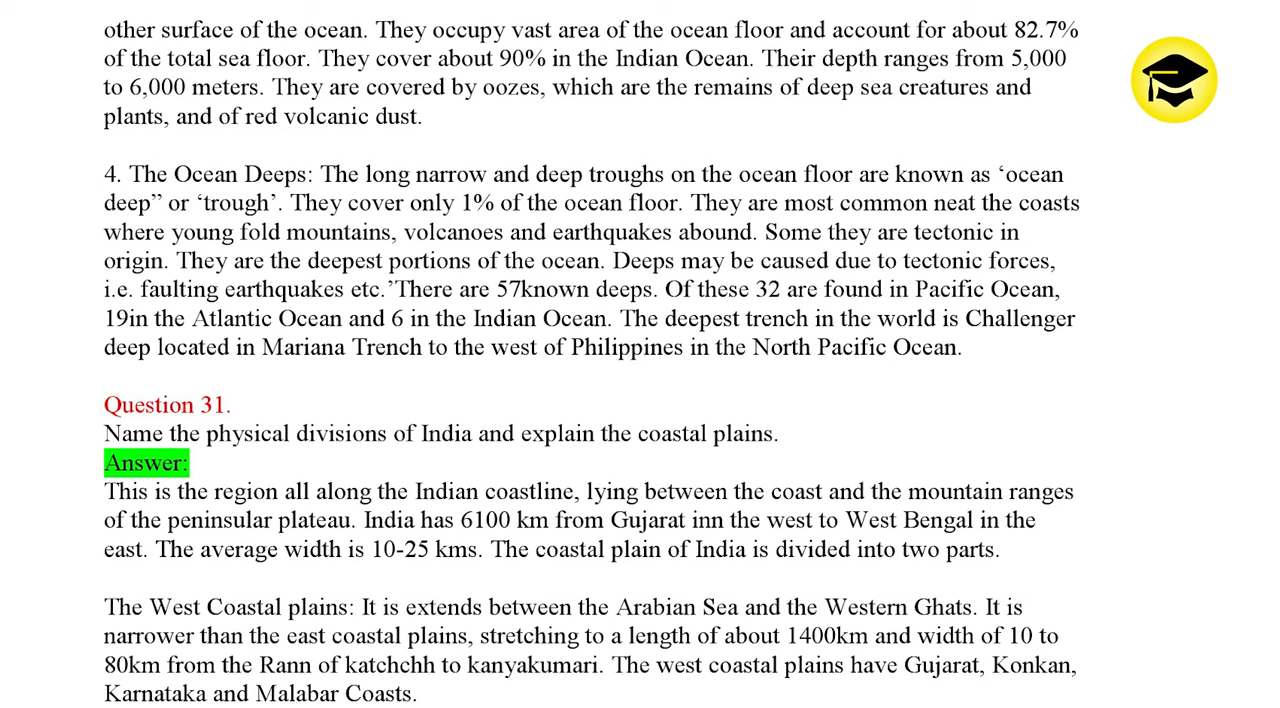 other surface of the ocean. They occupy vast area of the ocean floor and account for about 82.7%
of the total sea floor. They cover about 90% in the Indian Ocean. Their depth ranges from 5,000
to 6,000 meters. They are covered by oozes, which are the remains of deep sea creatures and
plants, and of red volcanic dust.
4. The Ocean Deeps: The long narrow and deep troughs on the ocean floor are known as ‘ocean
deep” or ‘trough’. They cover only 1% of the ocean floor. They are most common neat the coasts
where young fold mountains, volcanoes and earthquakes abound. Some they are tectonic in
origin. They are the deepest portions of the ocean. Deeps may be caused due to tectonic forces,
i.e. faulting earthquakes etc.’There are 57known deeps. Of these 32 are found in Pacific Ocean,
19in the Atlantic Ocean and 6 in the Indian Ocean. The deepest trench in the world is Challenger
deep located in Mariana Trench to the west of Philippines in the North Pacific Ocean.
Question 31.
Name the physical divisions of India and explain the coastal plains.
Answer:
This is the region all along the Indian coastline, lying between the coast and the mountain ranges
of the peninsular plateau. India has 6100 km from Gujarat inn the west to West Bengal in the
east. The average width is 10-25 kms. The coastal plain of India is divided into two parts.
The West Coastal plains: It is extends between the Arabian Sea and the Western Ghats. It is
narrower than the east coastal plains, stretching to a length of about 1400km and width of 10 to
80km from the Rann of katchchh to kanyakumari. The west coastal plains have Gujarat, Konkan,
Karnataka and Malabar Coasts.